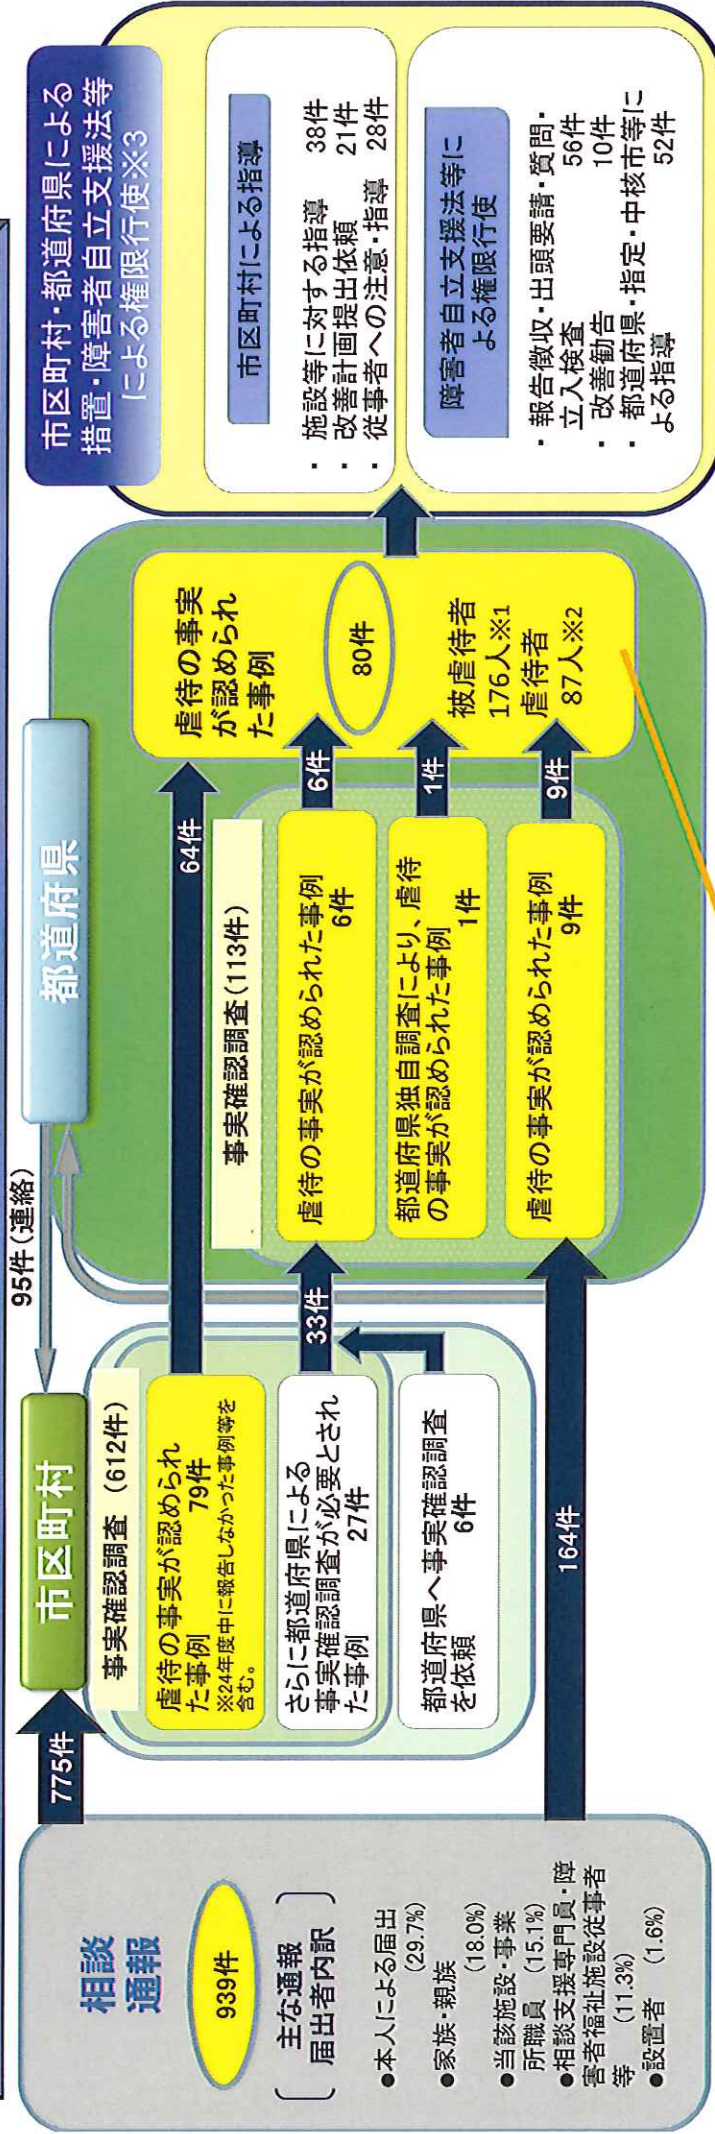 相談
通報
939件
主な通報
届出者内訳
●本人による届出
(29.7%)
●家族・親族
(18.0%)
●当該施設・事業
所職員 (15.1%)
●相談支援専門員・障
害者福祉施設従事者
等 (11.3%)
●設置者 (1.6%)
775件
164件
市区町村
事実確認調査 (612件)
虐待の事実が認められ
た事例 79件
※24年度中に報告しなかった事例等を
含む。
さらに都道府県による
事実確認調査が必要とされ
た事例 27件
都道府県へ事実確認調査
を依頼 6件
95件(連絡)
都道府県
64件
33件
事実確認調査(113件)
虐待の事実が認められた事例
6件
都道府県独自調査により、虐待
の事実が認められた事例
1件
虐待の事実が認められた事例
9件
6件
1件
9件
虐待の事実
が認められ
た事例
80件
被虐待者
176人※1
虐待者
87人※2
市区町村・都道府県による
措置・障害者自立支援法等
による権限行使※3
市区町村による指導
・ 施設等に対する指導 38件
・ 改善計画提出依頼 21件
・ 従事者への注意・指導 28件
障害者自立支援法等に
よる権限行使
・ 報告徴収・出頭要請・質問・
立入検査 56件
・ 改善勧告 10件
・ 都道府県・指定・中核市等に
よる指導 52件